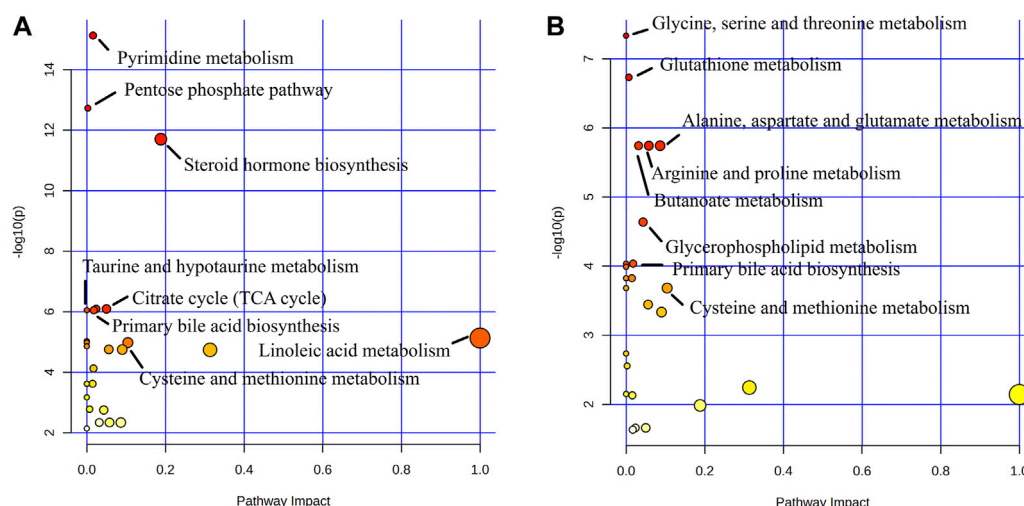 A
Pyrimidine metabolism
Pentose phosphate pathway
Steroid hormone biosynthesis
Taurine and hypotaurine metabolism
Citrate cycle (TCA cycle)
Primary bile acid biosynthesis
Linoleic acid metabolism
Cysteine and methionine metabolism
-log10(p)
14
12
10
8
6
4
2
0.0 0.2 0.4 0.6 0.8 1.0
Pathway Impact
B
Glycine, serine and threonine metabolism
Glutathione metabolism
Alanine, aspartate and glutamate metabolism
Arginine and proline metabolism
Butanoate metabolism
Glycerophospholipid metabolism
Primary bile acid biosynthesis
Cysteine and methionine metabolism
-log10(p)
7
6
5
4
3
2
0.0 0.2 0.4 0.6 0.8 1.0
Pathway Impact